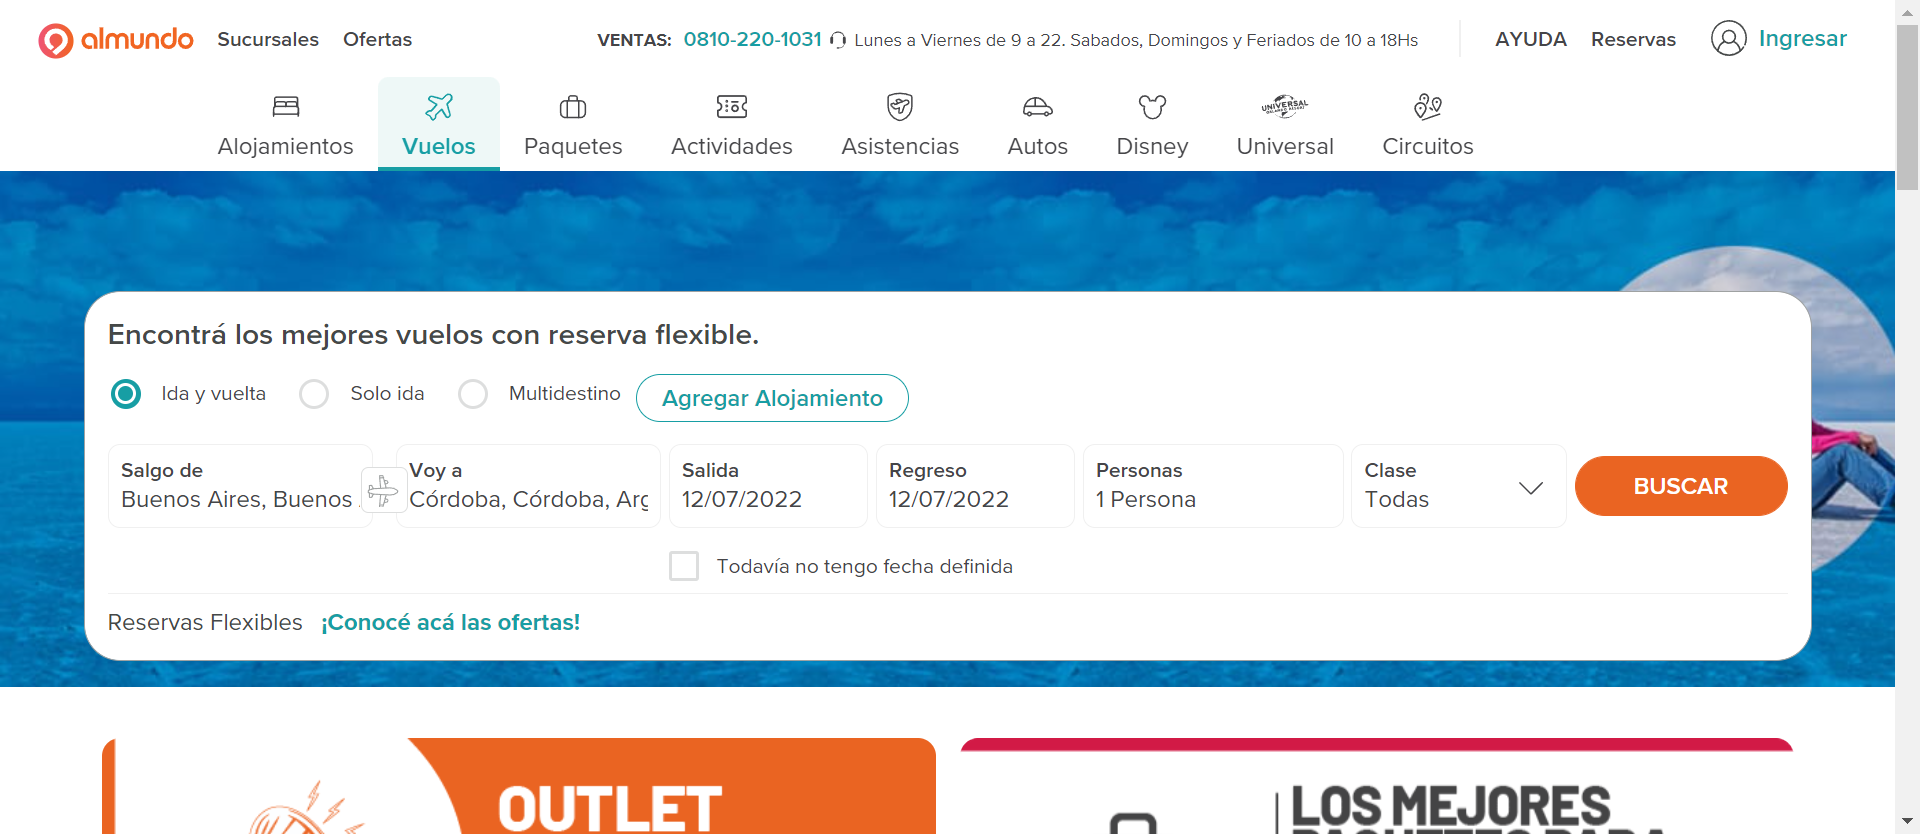 almundo
Sucursales
Ofertas
VENTAS: 0810-220-1031 Lunes a Viernes de 9 a 22. Sabados, Domingos y Feriados de 10 a 18Hs
AYUDA
Reservas
Ingresar
Alojamientos
Vuelos
Paquetes
Actividades
Asistencias
Autos
Disney
UNIVERSAL
Universal
Circuitos
Encontrá los mejores vuelos con reserva flexible.
Ida y vuelta
Solo ida
Multidestino
Agregar Alojamiento
Salgo de
Buenos Aires, Buenos
Voy a
Córdoba, Córdoba, Arg
Salida
12/07/2022
Regreso
12/07/2022
Personas
1 Persona
Clase
Todas
BUSCAR
Todavía no tengo fecha definida
Reservas Flexibles ¡Conocé acá las ofertas!
OUTLET
LOS MEJORES